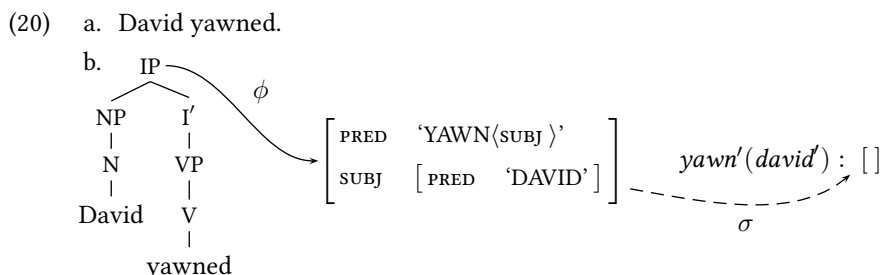 (20) a. David yawned.
b. IP
ϕ
NP I′
PRED ‘YAWN⟨SUBJ⟩’
N VP
yawn′(david′) : [ ]
SUBJ [PRED ‘DAVID’]
David V
σ
yawned